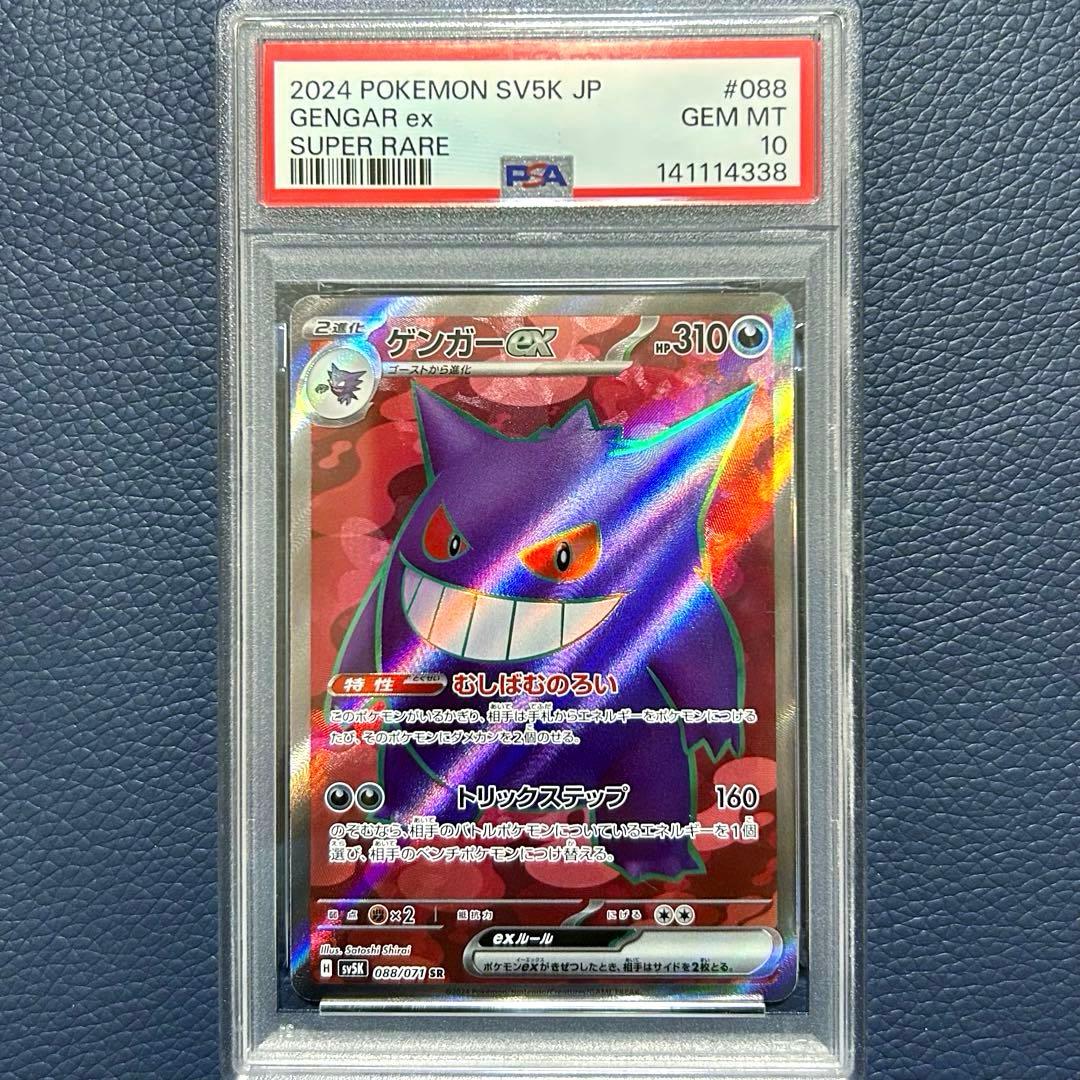 2024 POKEMON SV5K JP #088
GENGAR ex GEM MT
SUPER RARE 10
PSA 141114338
2進化 ゲンガーex HP310
ゴーストから進化
特性 とくせい むしばむのろい
このポケモンがいるかぎり、相手は手札からエネルギーをポケモンにつける
たび、そのポケモンにダメカンを2個のせる。
トリックステップ 160
のぞむなら、相手のバトルポケモンについているエネルギーを1個
選び、相手のベンチポケモンにつけ替える。
弱点 ×2 抵抗力 にげる
exルール
ポケモンexがきぜつしたとき、相手はサイドを2枚とる。
Illus. Satoshi Shirai
H sv5K 088/071 SR
©2024 Pokémon/Nintendo/Creatures/GAME FREAK